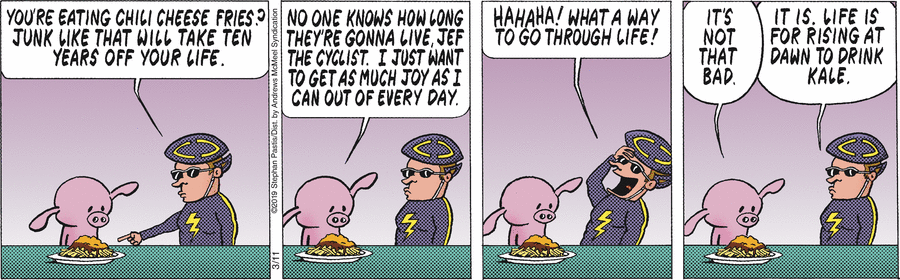 YOU'RE EATING CHILI CHEESE FRIES?
JUNK LIKE THAT WILL TAKE TEN
YEARS OFF YOUR LIFE.
©2019 Stephan Pastis/Dist. by Andrews McMeel Syndication
3/11
NO ONE KNOWS HOW LONG
THEY'RE GONNA LIVE, JEF
THE CYCLIST. I JUST WANT
TO GET AS MUCH JOY AS I
CAN OUT OF EVERY DAY.
HAHAHA! WHAT A WAY
TO GO THROUGH LIFE!
IT'S
NOT
THAT
BAD.
IT IS. LIFE IS
FOR RISING AT
DAWN TO DRINK
KALE.